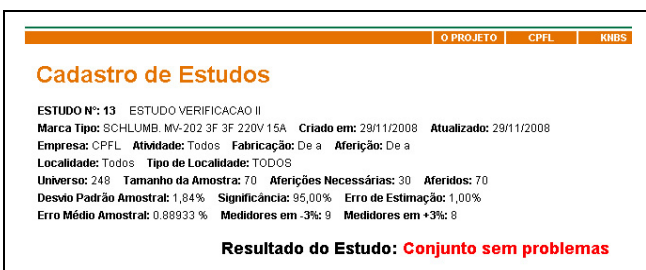 O PROJETO CPFL KNBS
Cadastro de Estudos
ESTUDO Nº: 13 ESTUDO VERIFICACAO II
Marca Tipo: SCHLUMB. MV-202 3F 3F 220V 15A Criado em: 29/11/2008 Atualizado: 29/11/2008
Empresa: CPFL Atividade: Todos Fabricação: De a Aferição: De a
Localidade: Todos Tipo de Localidade: TODOS
Universo: 248 Tamanho da Amostra: 70 Aferições Necessárias: 30 Aferidos: 70
Desvio Padrão Amostral: 1,84% Significância: 95,00% Erro de Estimação: 1,00%
Erro Médio Amostral: 0.88933 % Medidores em -3%: 9 Medidores em +3%: 8
Resultado do Estudo: Conjunto sem problemas